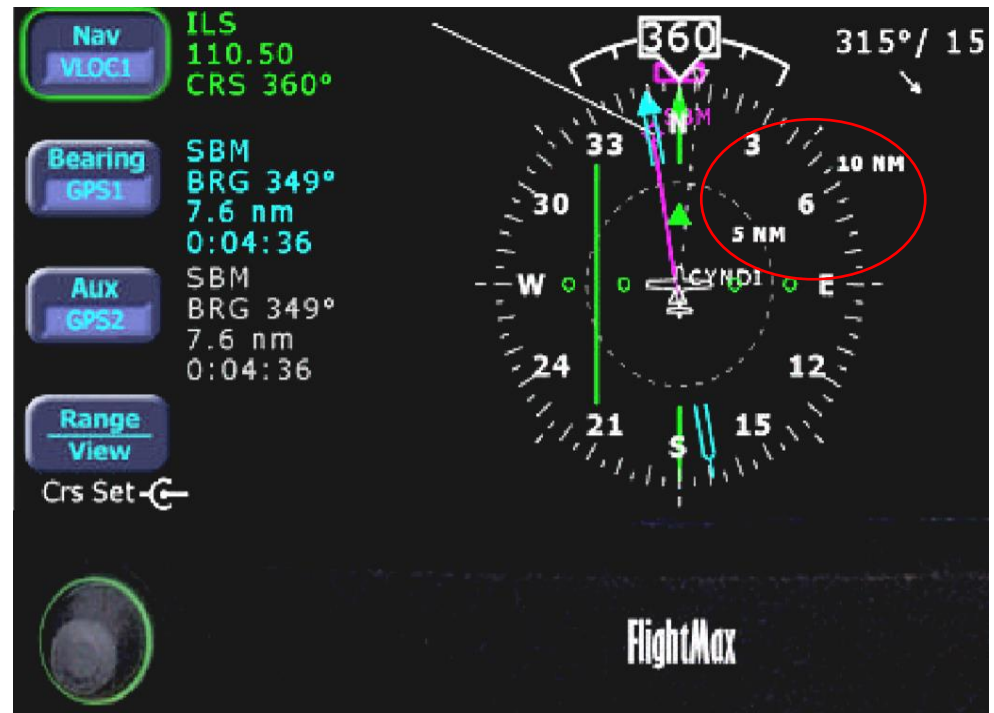 Nav
VLOC1
ILS
110.50
CRS 360°
360
315°/ 15
Bearing
GPS1
SBM
BRG 349°
7.6 nm
0:04:36
Aux
GPS2
SBM
BRG 349°
7.6 nm
0:04:36
Range
View
Crs Set
SBM
N
33
3
10 NM
30
6
5 NM
W
CYNDI
E
24
12
21
S
15
FlightMax